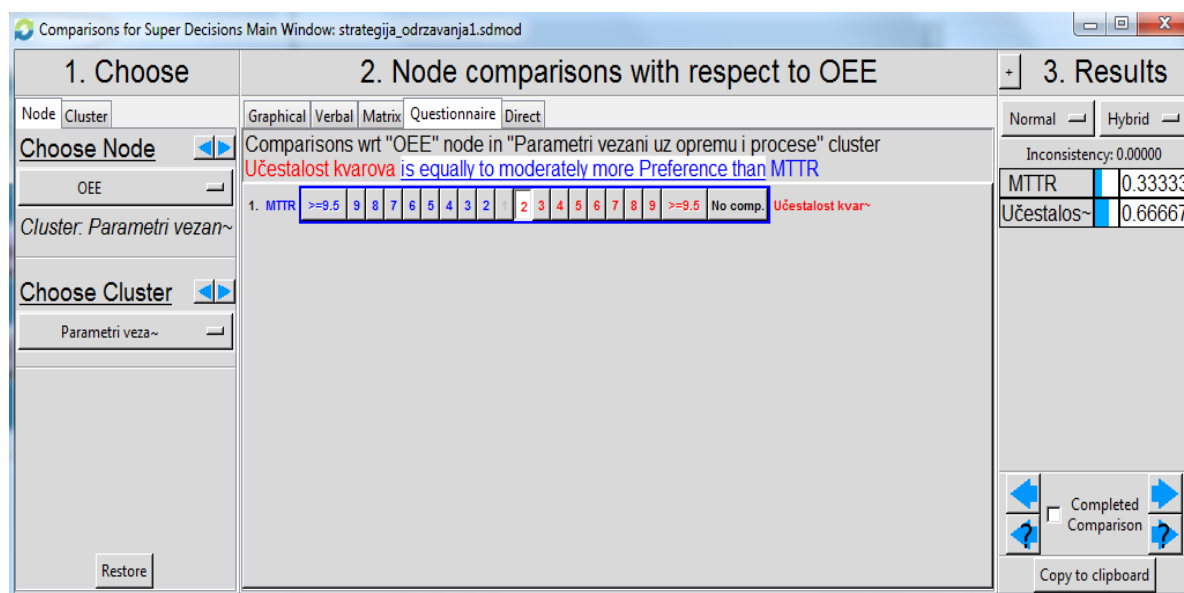 Comparisons for Super Decisions Main Window: strategija_odrzavanja1.sdmod
1. Choose
2. Node comparisons with respect to OEE
+ 3. Results
Node Cluster
Graphical Verbal Matrix Questionnaire Direct
Normal Hybrid
Choose Node
OEE
Cluster: Parametri vezan~
Choose Cluster
Parametri veza~
Restore
Comparisons wrt "OEE" node in "Parametri vezani uz opremu i procese" cluster
Učestalost kvarova is equally to moderately more Preference than MTTR
1. MTTR >=9.5 9 8 7 6 5 4 3 2 1 2 3 4 5 6 7 8 9 >=9.5 No comp. Učestalost kvar~
Inconsistency: 0.00000
MTTR 0.33333
Učestalos~ 0.66667
Completed
Comparison
? ?
Copy to clipboard